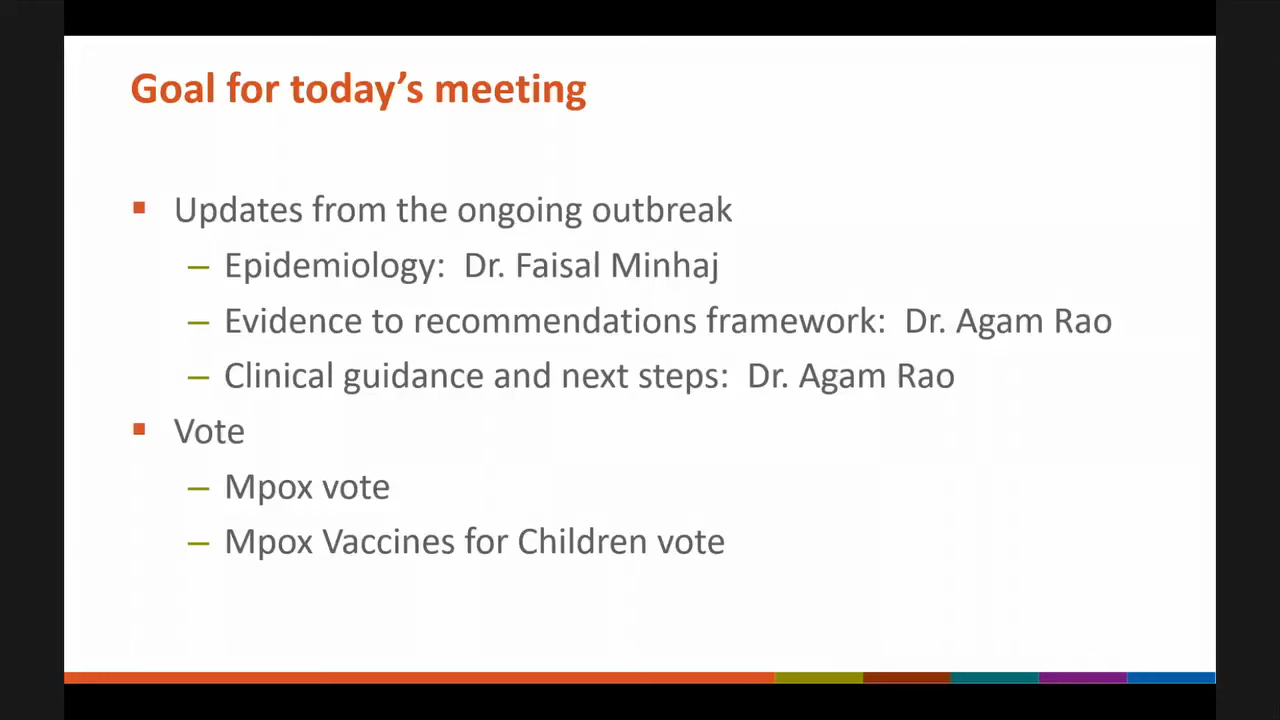 Goal for today’s meeting
▪ Updates from the ongoing outbreak
– Epidemiology: Dr. Faisal Minhaj
– Evidence to recommendations framework: Dr. Agam Rao
– Clinical guidance and next steps: Dr. Agam Rao
▪ Vote
– Mpox vote
– Mpox Vaccines for Children vote